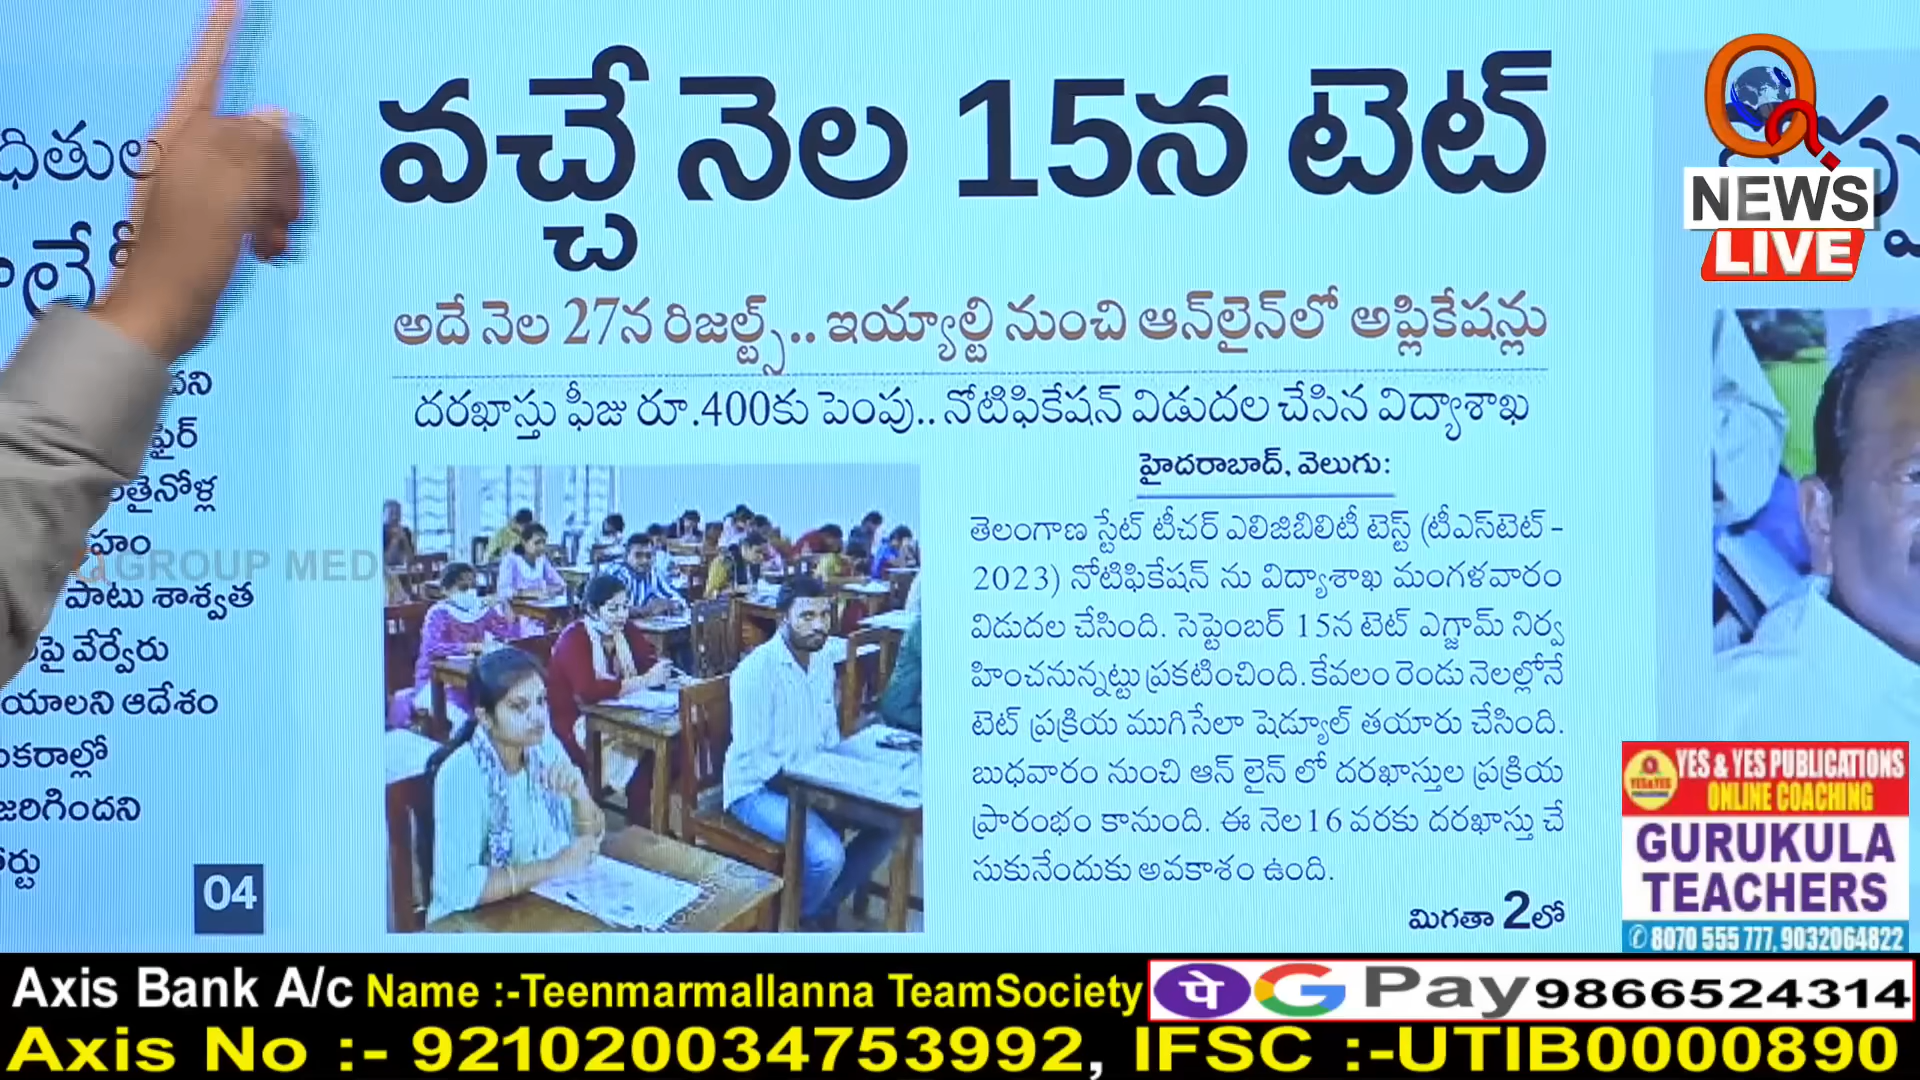 వచ్చే నెల 15న టెట్
అదే నెల 27న రిజల్ట్స్.. ఇయ్యాల్టి నుంచి ఆన్‌లైన్‌లో అప్లికేషన్లు
దరఖాస్తు ఫీజు రూ.400కు పెంపు.. నోటిఫికేషన్ విడుదల చేసిన విద్యాశాఖ
హైదరాబాద్, వెలుగు:
తెలంగాణ స్టేట్ టీచర్ ఎలిజిబిలిటీ టెస్ట్ (టీఎస్‌టెట్ -
2023) నోటిఫికేషన్ ను విద్యాశాఖ మంగళవారం
విడుదల చేసింది. సెప్టెంబర్ 15న టెట్ ఎగ్జామ్ నిర్వ
హించనున్నట్టు ప్రకటించింది. కేవలం రెండు నెలల్లోనే
టెట్ ప్రక్రియ ముగిసేలా షెడ్యూల్ తయారు చేసింది.
బుధవారం నుంచి ఆన్ లైన్ లో దరఖాస్తుల ప్రక్రియ
ప్రారంభం కానుంది. ఈ నెల16 వరకు దరఖాస్తు చే
సుకునేందుకు అవకాశం ఉంది.
మిగతా 2లో
పాటు శాశ్వత
వేర్వేరు
ఆదేశం
జరిగిందని
04
GROUP MED
Q
NEWS
LIVE
YES & YES PUBLICATIONS
ONLINE COACHING
GURUKULA
TEACHERS
8070 555 777, 9032064822
Axis Bank A/c Name :-Teenmarmallanna TeamSociety
पे G Pay 9866524314
Axis No :- 921020034753992, IFSC :-UTIB0000890